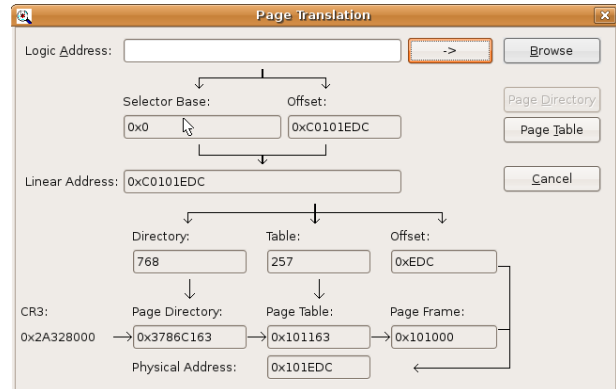 Page Translation
Logic Address:
->
Browse
Selector Base:
Offset:
Page Directory
0x0
0xC0101EDC
Page Table
Linear Address:
0xC0101EDC
Cancel
Directory:
Table:
Offset:
768
257
0xEDC
CR3:
Page Directory:
Page Table:
Page Frame:
0x2A328000
0x3786C163
0x101163
0x101000
Physical Address:
0x101EDC